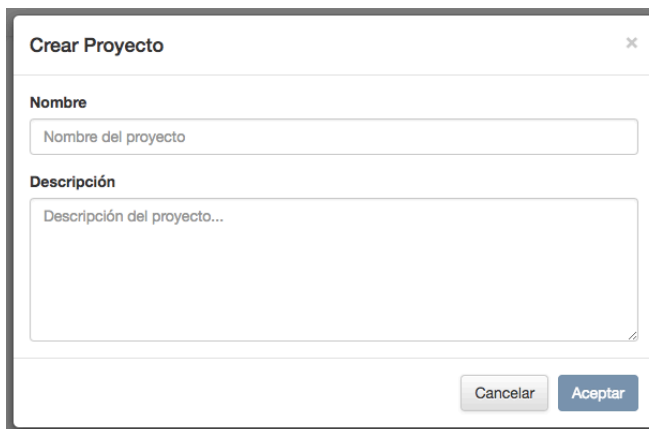 Crear Proyecto
×
Nombre
Nombre del proyecto
Descripción
Descripción del proyecto...
Cancelar
Aceptar